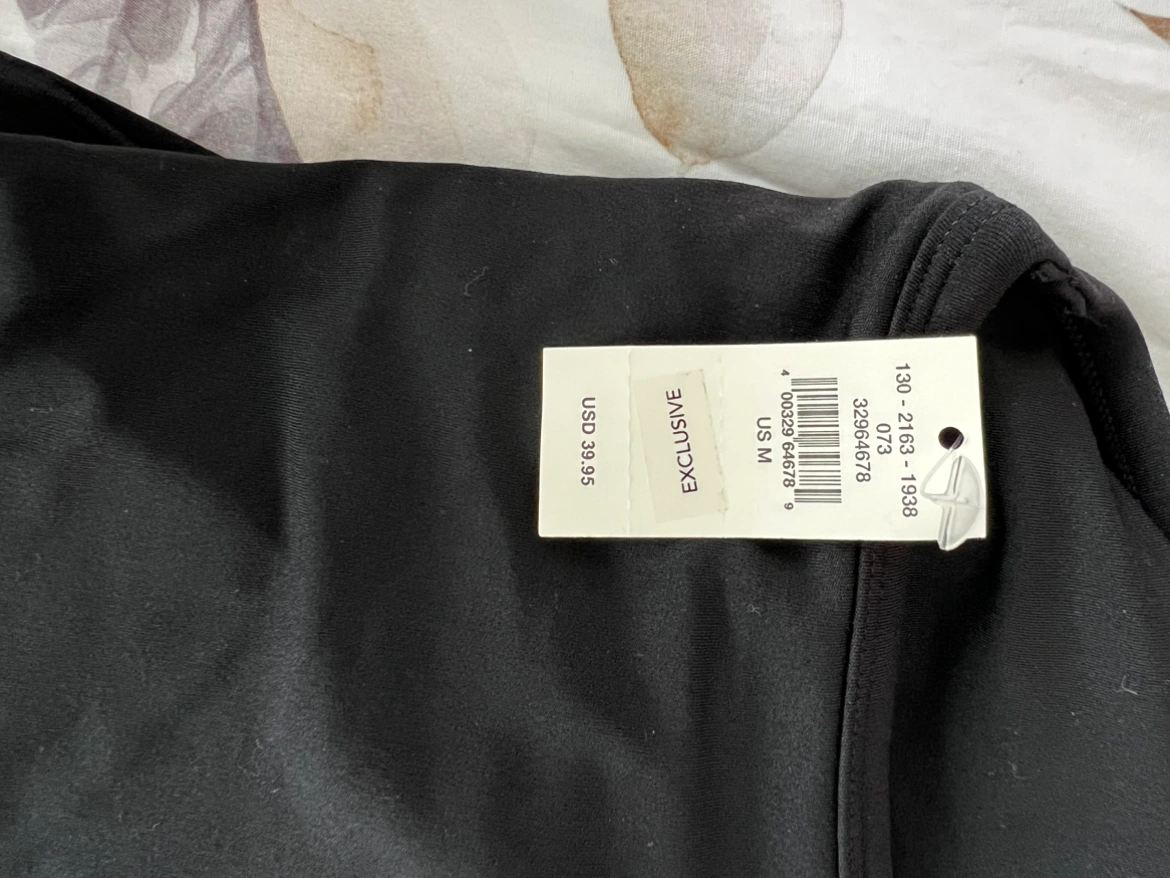 130 - 2163 - 1938
073
32964678
4 00329 64678 9
US M
EXCLUSIVE
USD 39.95